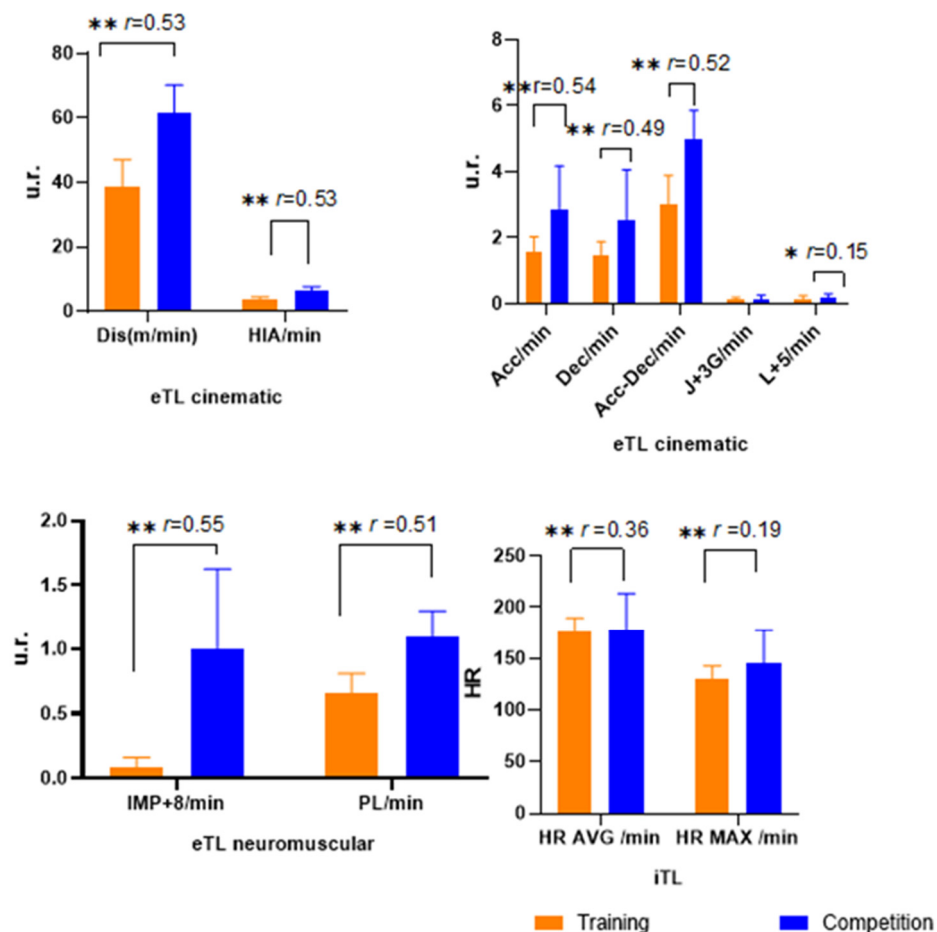 ** r=0.53
80
60
40
20
0
u.r.
** r=0.53
Dis(m/min)
HIA/min
eTL cinematic
8
6
4
2
0
u.r.
**r=0.54
** r=0.49
** r=0.52
* r=0.15
Acc/min
Dec/min
Acc-Dec/min
J+3G/min
L+5/min
eTL cinematic
2.0
1.5
1.0
0.5
0.0
u.r.
** r=0.55
** r =0.51
IMP+8/min
PL/min
eTL neuromuscular
250
200
150
100
50
0
HR
** r=0.36
** r=0.19
HR AVG /min
HR MAX /min
iTL
Training
Competition